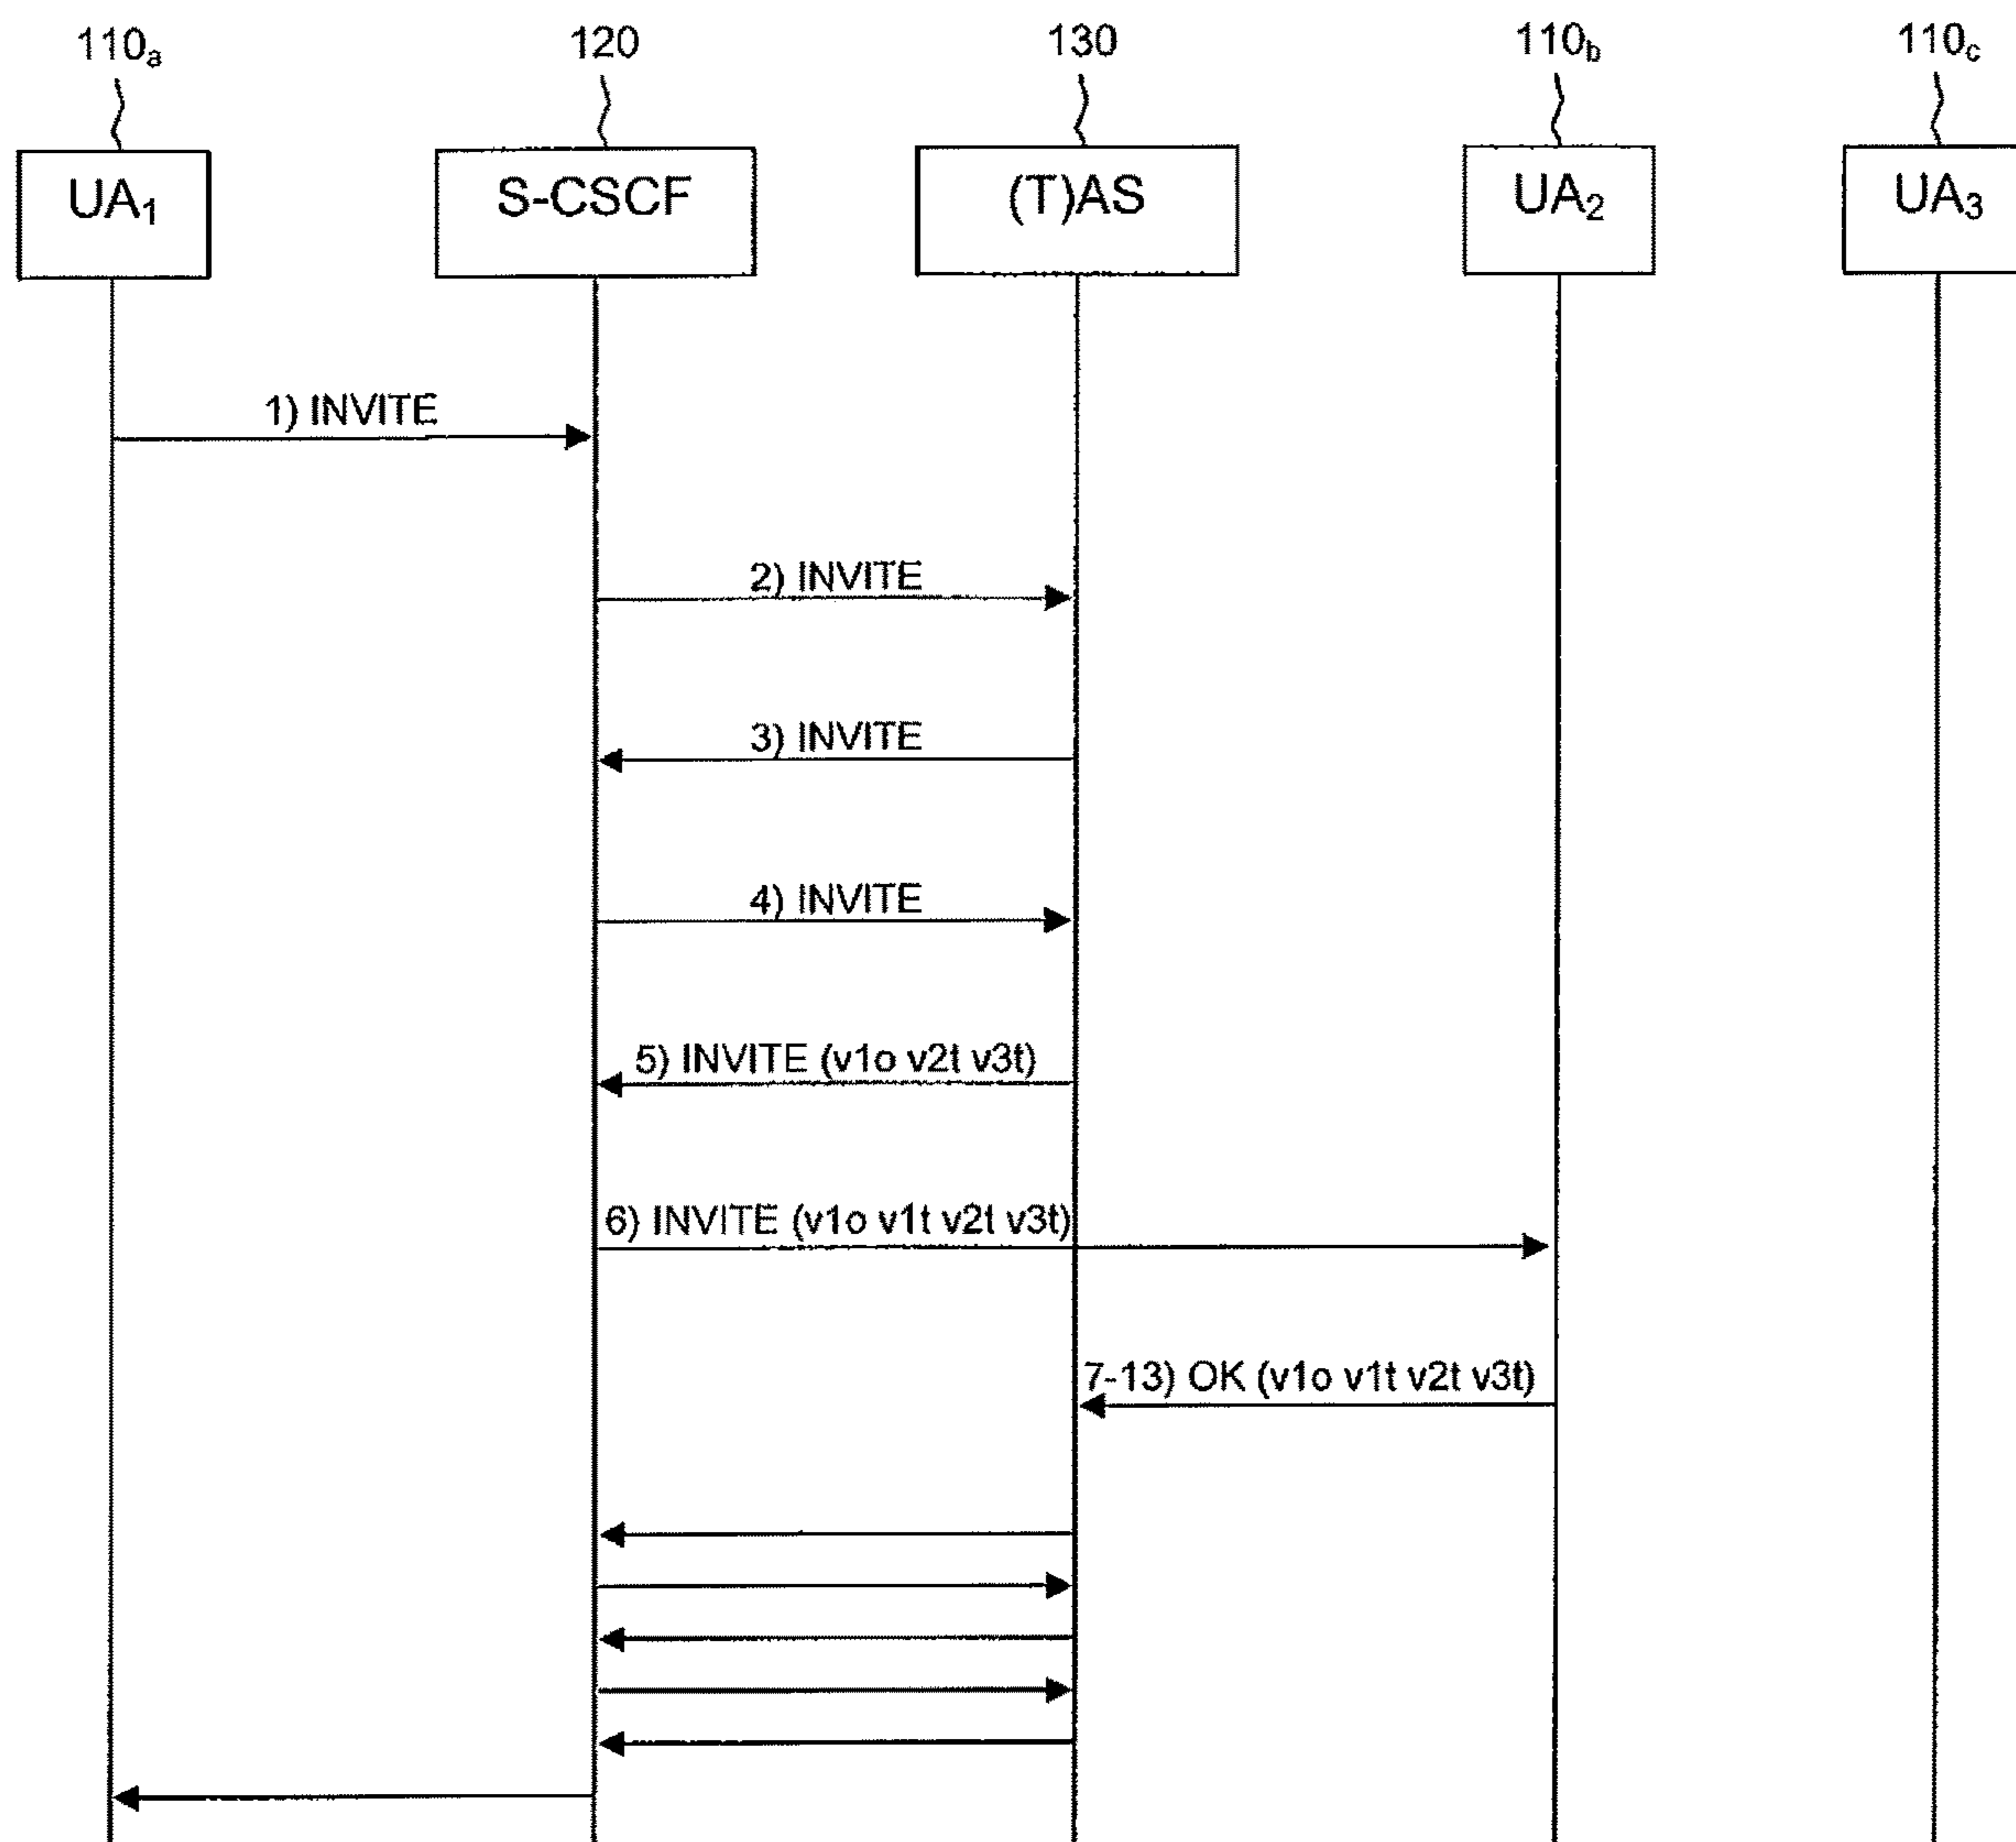 110a 120 130 110b 110c
UA1 S-CSCF (T)AS UA2 UA3
1) INVITE
2) INVITE
3) INVITE
4) INVITE
5) INVITE (v1o v2t v3t)
6) INVITE (v1o v1t v2t v3t)
7-13) OK (v1o v1t v2t v3t)